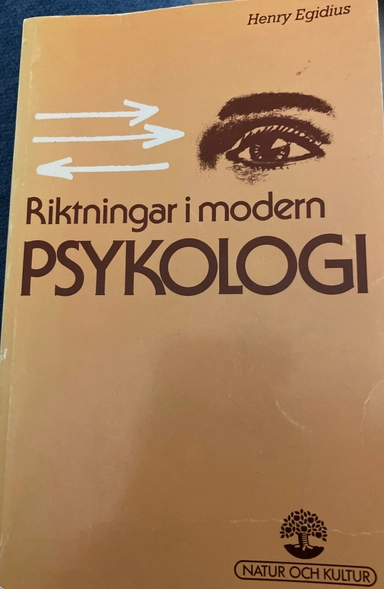 Henry Egidius
Riktningar i modern
PSYKOLOGI
NATUR OCH KULTUR